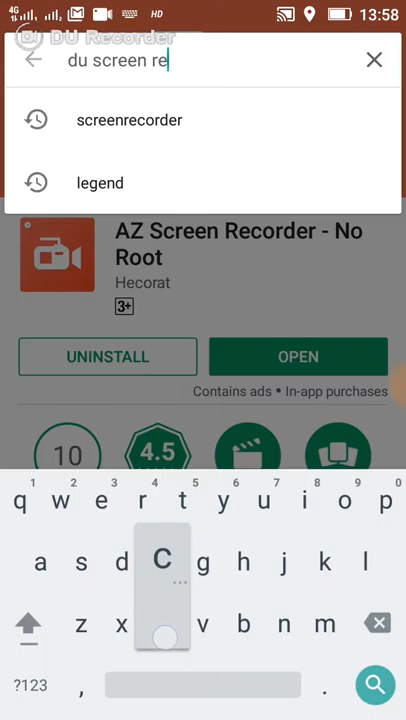 4G HD 13:58
DU Recorder
du screen re
screenrecorder
legend
AZ Screen Recorder - No
Root
Hecorat
3+
UNINSTALL OPEN
Contains ads • In-app purchases
10 4.5
1 2 3 4 5 6 7 8 9 0
q w e r t y u i o p
a s d C g h j k l
z x v b n m
?123 , .